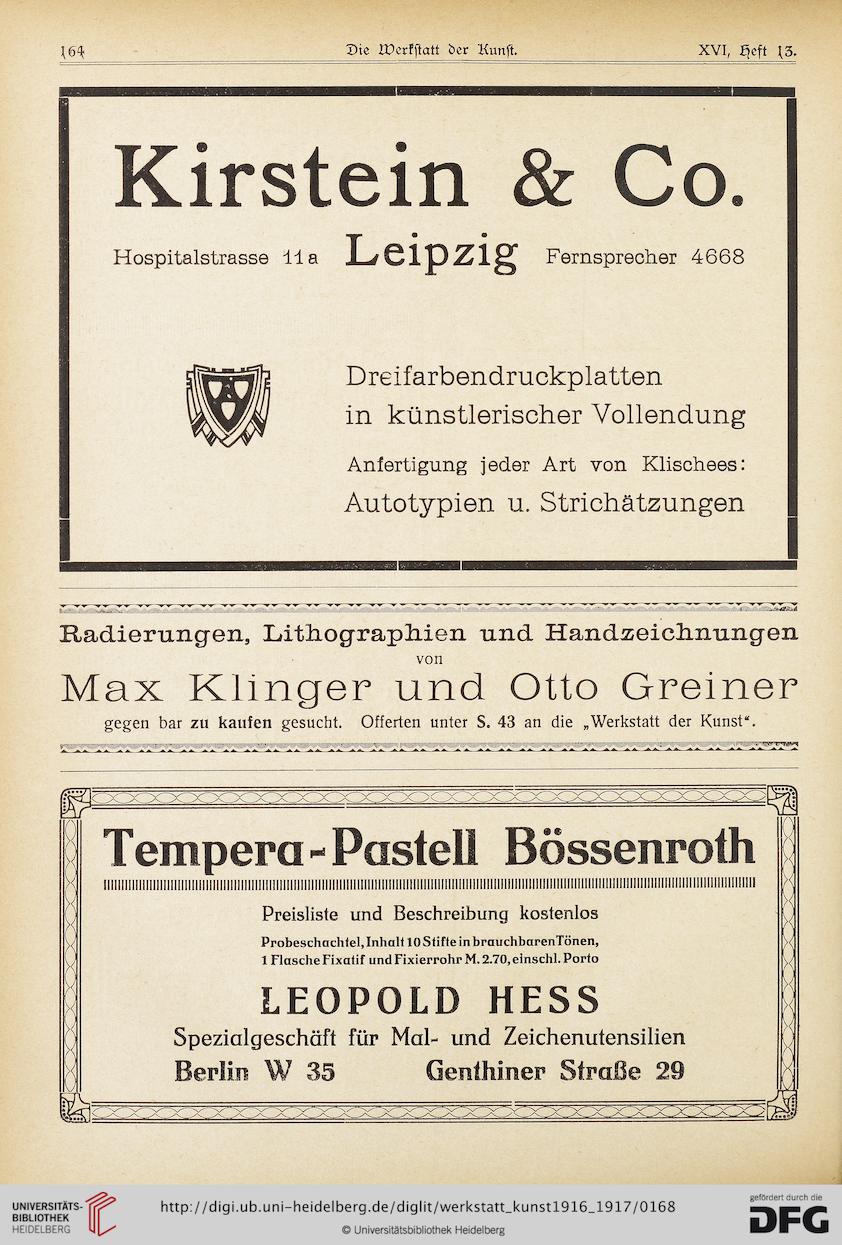 164
Die Werkstatt der Kunst.
XVI, Heft 13.
Kirstein & Co.
Hospitalstrasse 11a Leipzig Fernsprecher 4668
Dreifarbendruckplatten
in künstlerischer Vollendung
Anfertigung jeder Art von Klischees:
Autotypien u. Strichätzungen
Radierungen, Lithographien und Handzeichnungen
von
Max Klinger und Otto Greiner
gegen bar zu kaufen gesucht. Offerten unter S. 43 an die „Werkstatt der Kunst“.
Tempera-Pastell Bössenroth
Preisliste und Beschreibung kostenlos
Probeschachtel, Inhalt 10 Stifte in brauchbaren Tönen,
1 Flasche Fixatif und Fixierrohr M. 2.70, einschl. Porto
LEOPOLD HESS
Spezialgeschäft für Mal- und Zeichenutensilien
Berlin W 35 Genthiner Straße 29
UNIVERSITÄTS-
BIBLIOTHEK
HEIDELBERG
http://digi.ub.uni-heidelberg.de/diglit/werkstatt_kunst1916_1917/0168
© Universitätsbibliothek Heidelberg
gefördert durch die
DFG